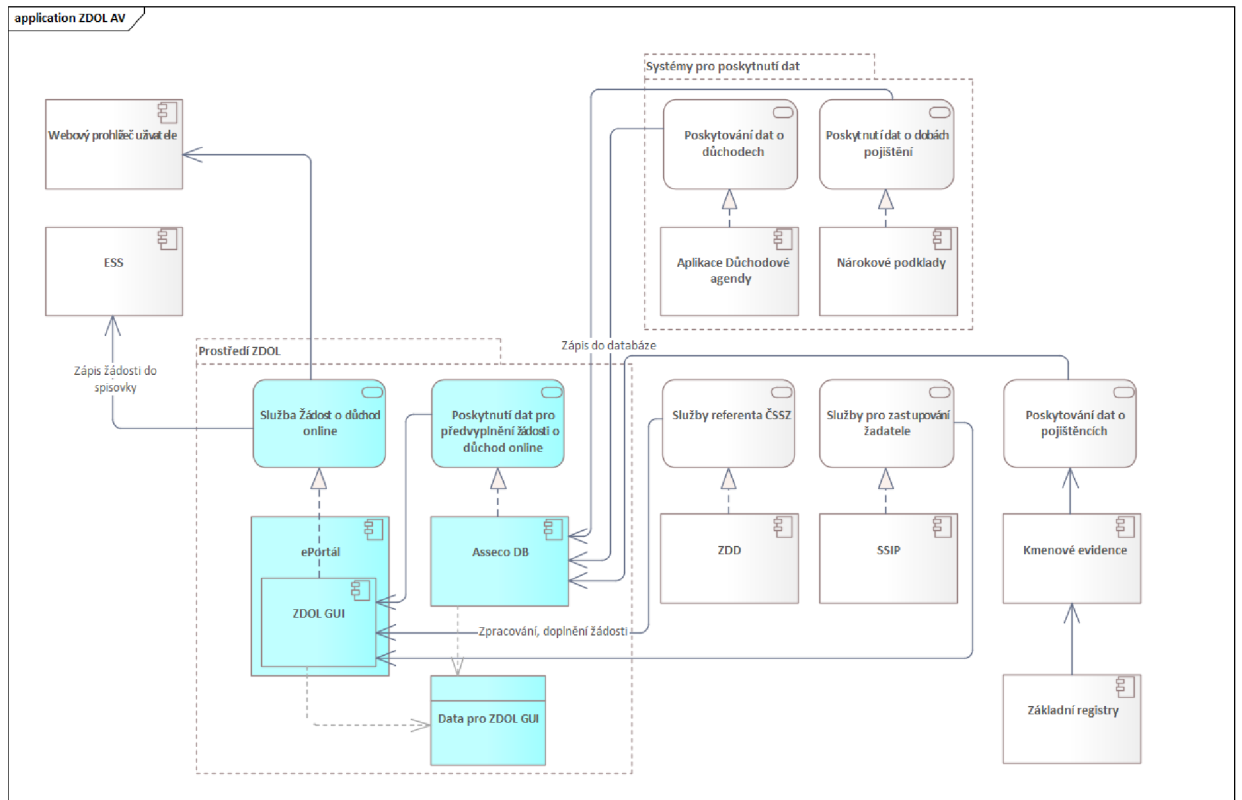 application ZDOL AV
Systémy pro poskytnutí dat
Webový prohlížeč uživatele
Poskytování dat o
důchodech
Poskytnutí dat o dobách
pojištění
ESS
Aplikace Důchodové
agendy
Nárokové podklady
Zápis do databáze
Prostředí ZDOL
Zápis žádosti do
spisovky
Služba Žádost o důchod
online
Poskytnutí dat pro
předvyplnění žádosti o
důchod online
Služby referenta ČSSZ
Služby pro zastupování
žadatele
Poskytování dat o
pojištěncích
ePortál
Asseco DB
ZDD
SSIP
Kmenové evidence
ZDOL GUI
Zpracování, doplnění žádosti
Data pro ZDOL GUI
Základní registry